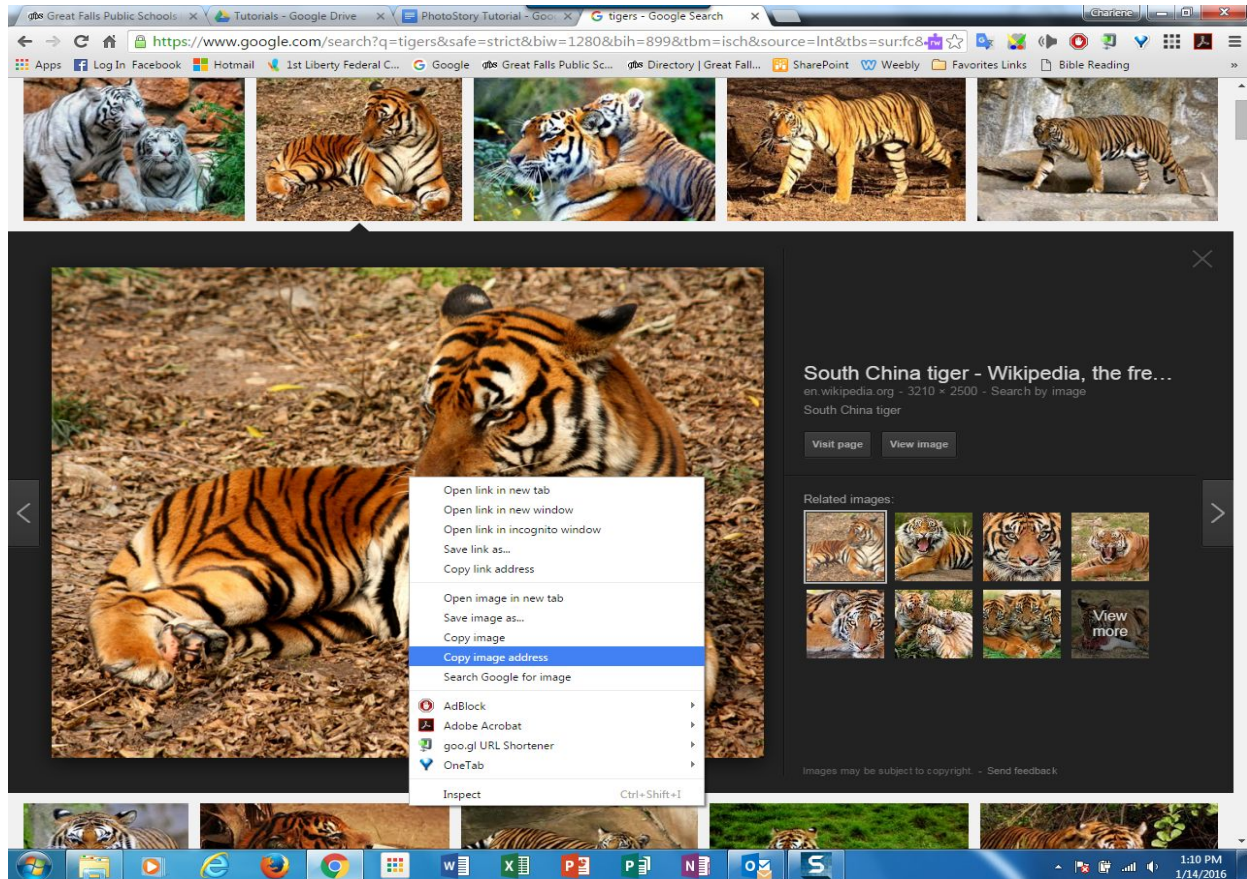 gfps Great Falls Public Schools
Tutorials - Google Drive
PhotoStory Tutorial - Goo
tigers - Google Search
Charlene
https://www.google.com/search?q=tigers&safe=strict&biw=1280&bih=899&tbm=isch&source=lnt&tbs=sur:fc&
Apps
Log In Facebook
Hotmail
1st Liberty Federal C...
Google
gfps Great Falls Public Sc...
gfps Directory | Great Fall...
SharePoint
Weebly
Favorites Links
Bible Reading
»
South China tiger - Wikipedia, the fre...
en.wikipedia.org - 3210 × 2500 - Search by image
South China tiger
Visit page
View image
Related images:
View
more
Open link in new tab
Open link in new window
Open link in incognito window
Save link as...
Copy link address
Open image in new tab
Save image as...
Copy image
Copy image address
Search Google for image
AdBlock
Adobe Acrobat
goo.gl URL Shortener
OneTab
Inspect Ctrl+Shift+I
Images may be subject to copyright. - Send feedback
1:10 PM
1/14/2016